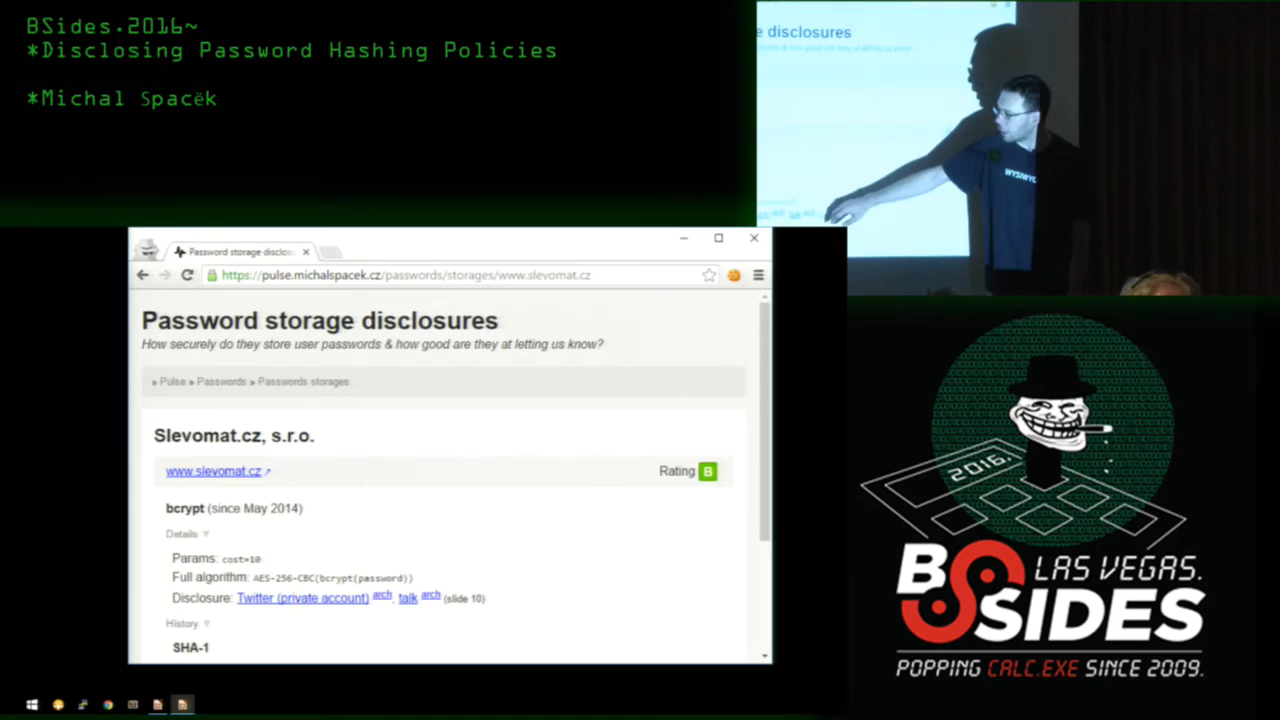 BSides.2016~
*Disclosing Password Hashing Policies
*Michal Spacëk
e disclosures
WYSIWYG
Password storage disclos
https://pulse.michalspacek.cz/passwords/storages/www.slevomat.cz
Password storage disclosures
How securely do they store user passwords & how good are they at letting us know?
» Pulse » Passwords » Passwords storages
Slevomat.cz, s.r.o.
www.slevomat.cz
Rating B
bcrypt (since May 2014)
Details
Params: cost=10
Full algorithm: AES-256-CBC(bcrypt(password))
Disclosure: Twitter (private account) arch, talk arch (slide 10)
History
SHA-1
2016.
BSIDES
LAS VEGAS.
POPPING CALC.EXE SINCE 2009.